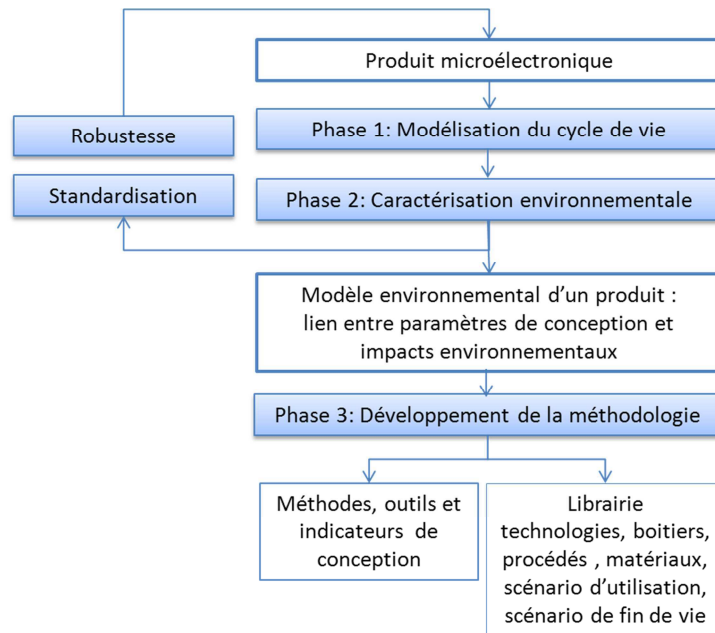 Produit microélectronique
Robustesse
Phase 1: Modélisation du cycle de vie
Standardisation
Phase 2: Caractérisation environnementale
Modèle environnemental d'un produit :
lien entre paramètres de conception et
impacts environnementaux
Phase 3: Développement de la méthodologie
Méthodes, outils et
indicateurs de
conception
Librairie
technologies, boitiers,
procédés , matériaux,
scénario d'utilisation,
scénario de fin de vie